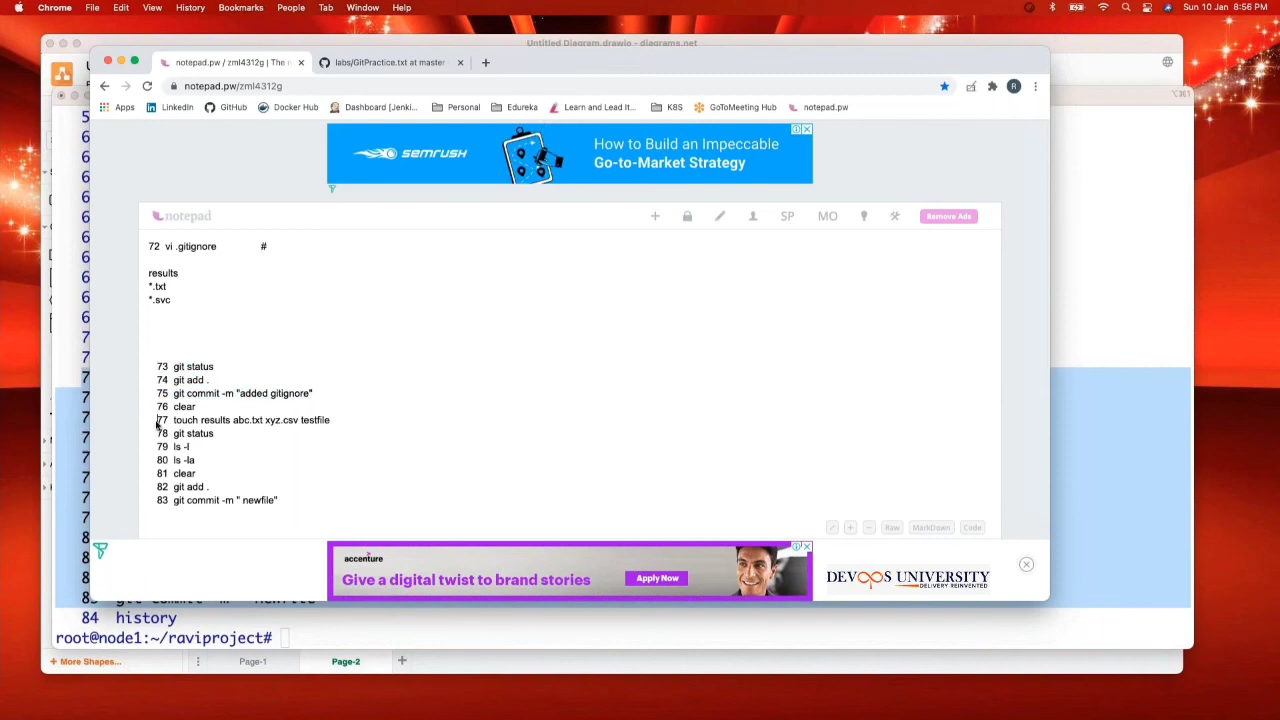 Chrome File Edit View History Bookmarks People Tab Window Help Sun 10 Jan 8:56 PM
Untitled Diagram.drawio - diagrams.net
notepad.pw / zml4312g | The n
labs/GitPractice.txt at master
notepad.pw/zml4312g
R
Apps LinkedIn GitHub Docker Hub Dashboard [Jenki... Personal Edureka Learn and Lead It... K8S GoToMeeting Hub notepad.pw
SEMRUSH
How to Build an Impeccable
Go-to-Market Strategy
notepad SP MO Remove Ads
72 vi .gitignore #
results
*.txt
*.svc
73 git status
74 git add .
75 git commit -m "added gitignore"
76 clear
77 touch results abc.txt xyz.csv testfile
78 git status
79 ls -l
80 ls -la
81 clear
82 git add .
83 git commit -m " newfile"
Raw MarkDown Code
accenture
Give a digital twist to brand stories
Apply Now
DEVOPS UNIVERSITY
DELIVERY REINVENTED
84 history
root@node1:~/raviproject#
+ More Shapes... Page-1 Page-2